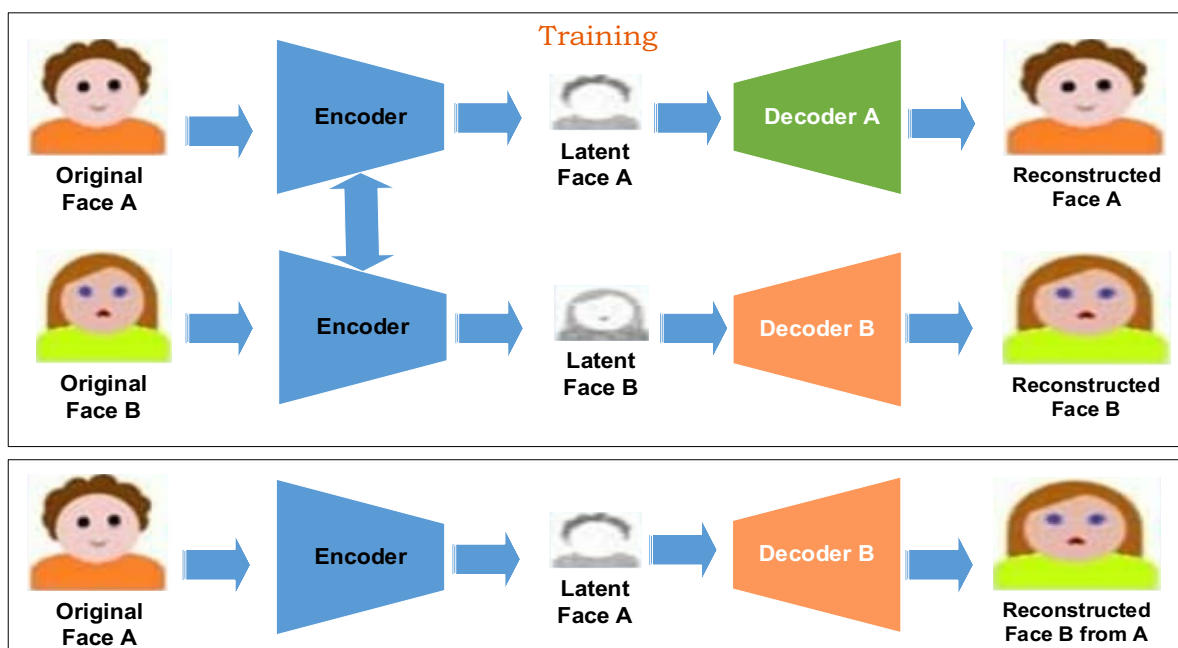 Training
Encoder
Decoder A
Original
Face A
Latent
Face A
Reconstructed
Face A
Encoder
Decoder B
Original
Face B
Latent
Face B
Reconstructed
Face B
Encoder
Decoder B
Original
Face A
Latent
Face A
Reconstructed
Face B from A